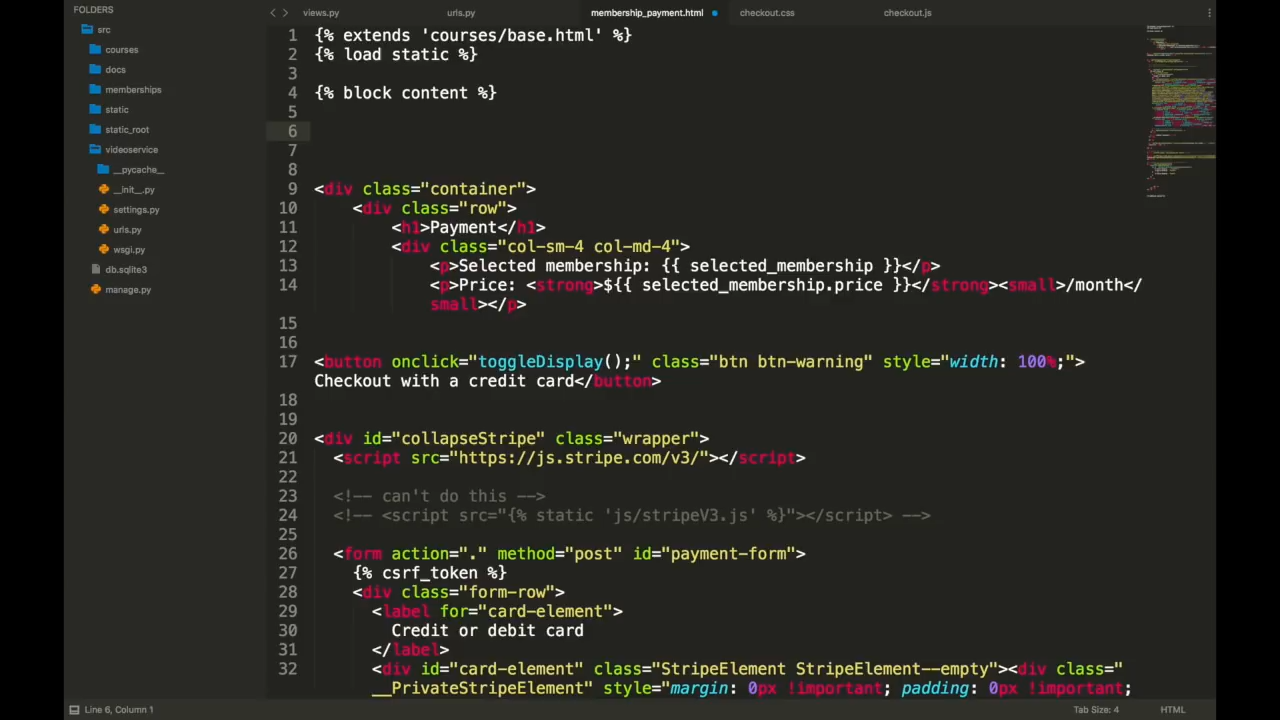 FOLDERS
src
courses
docs
memberships
static
static_root
videoservice
__pycache__
__init__.py
settings.py
urls.py
wsgi.py
db.sqlite3
manage.py
views.py
urls.py
membership_payment.html
checkout.css
checkout.js
1 {% extends 'courses/base.html' %}
2 {% load static %}
3
4 {% block content %}
5
6
7
8
9 <div class="container">
10 <div class="row">
11 <h1>Payment</h1>
12 <div class="col-sm-4 col-md-4">
13 <p>Selected membership: {{ selected_membership }}</p>
14 <p>Price: <strong>${{ selected_membership.price }}</strong><small>/month</
small></p>
15
16
17 <button onclick="toggleDisplay();" class="btn btn-warning" style="width: 100%;">
Checkout with a credit card</button>
18
19
20 <div id="collapseStripe" class="wrapper">
21 <script src="https://js.stripe.com/v3/"></script>
22
23 <!-- can't do this -->
24 <!-- <script src="{% static 'js/stripeV3.js' %}"></script> -->
25
26 <form action="." method="post" id="payment-form">
27 {% csrf_token %}
28 <div class="form-row">
29 <label for="card-element">
30 Credit or debit card
31 </label>
32 <div id="card-element" class="StripeElement StripeElement--empty"><div class="
__PrivateStripeElement" style="margin: 0px !important; padding: 0px !important;
Line 6, Column 1
Tab Size: 4
HTML